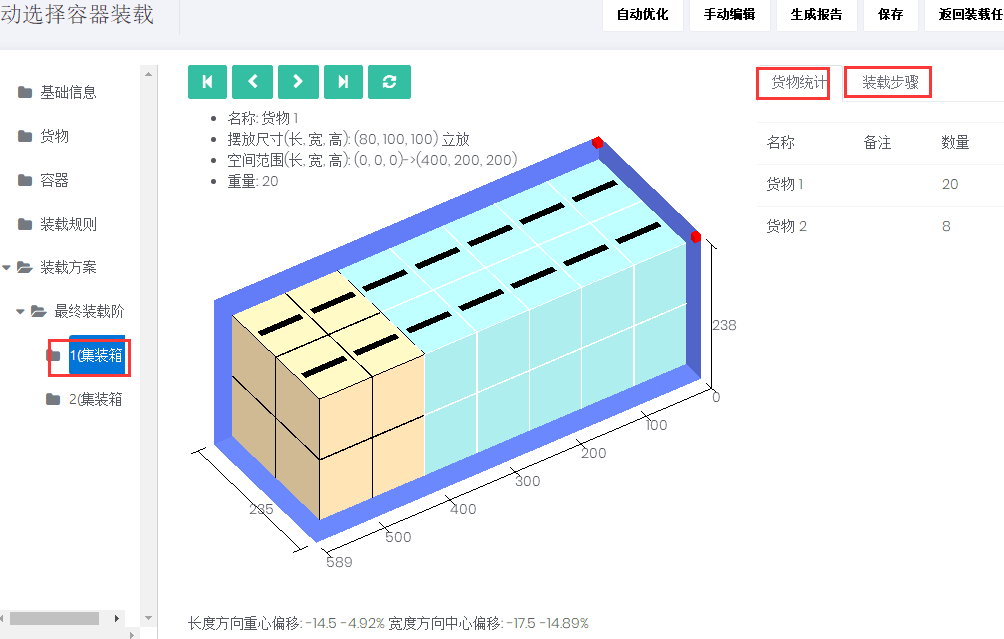 动选择容器装载
自动优化 手动编辑 生成报告 保存 返回装载任
基础信息
货物
容器
装载规则
装载方案
最终装载阶
1(集装箱
2(集装箱
名称: 货物 1
摆放尺寸(长, 宽, 高): (80, 100, 100) 立放
空间范围(长, 宽, 高): (0, 0, 0)->(400, 200, 200)
重量: 20
238
0
100
200
300
400
500
589
235
长度方向重心偏移: -14.5 -4.92% 宽度方向中心偏移: -17.5 -14.89%
货物统计 装载步骤
名称 备注 数量
货物 1 20
货物 2 8